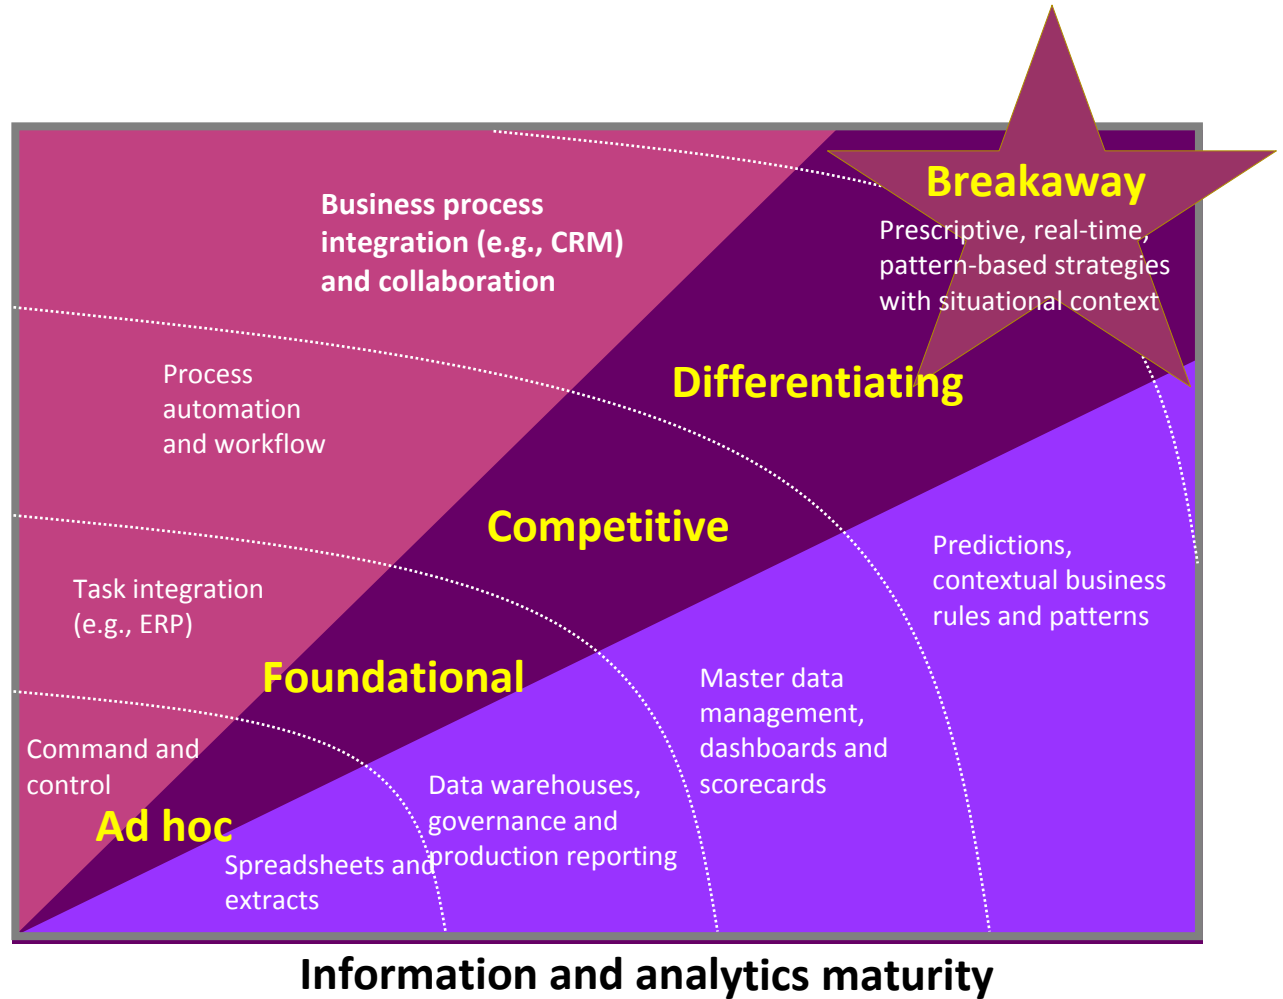 Breakaway
Prescriptive, real-time,
pattern-based strategies
with situational context
Business process
integration (e.g., CRM)
and collaboration
Differentiating
Process
automation
and workflow
Competitive
Predictions,
contextual business
rules and patterns
Task integration
(e.g., ERP)
Foundational
Master data
management,
dashboards and
scorecards
Command and
control
Ad hoc
Data warehouses,
governance and
production reporting
Spreadsheets and
extracts
Information and analytics maturity